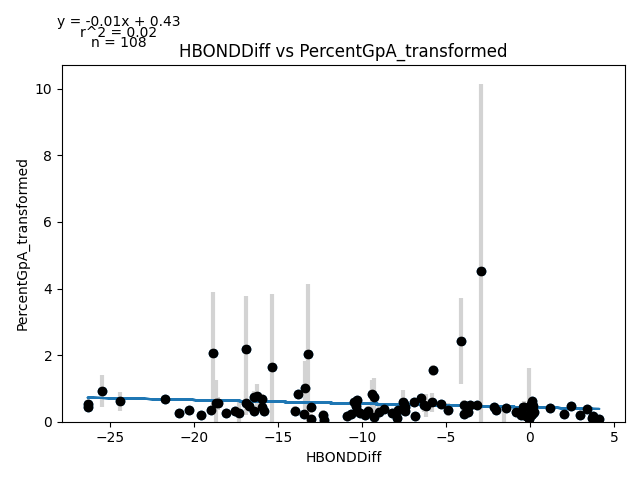 y = -0.01x + 0.43
r^2 = 0.02
n = 108
HBONDDiff vs PercentGpA_transformed
PercentGpA_transformed
10
8
6
4
2
0
−25 −20 −15 −10 −5 0 5
HBONDDiff